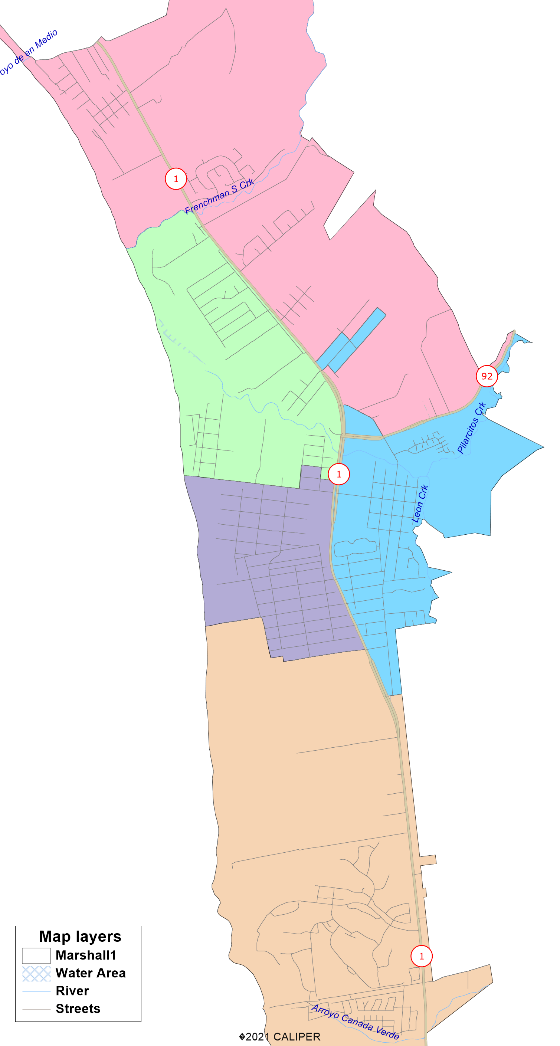 oyo de en Medio
1
Frenchman S Crk
92
Pilarcitos Crk
1
Leon Crk
Map layers
Marshall1
Water Area
River
Streets
1
Arroyo Canada Verde
�2021 CALIPER